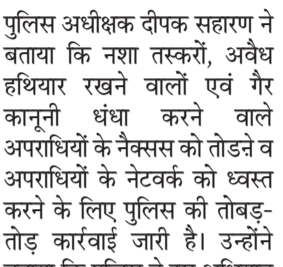 पुलिस अधीक्षक दीपक सहारण ने
बताया कि नशा तस्करों, अवैध
हथियार रखने वालों एवं गैर
कानूनी धंधा करने वाले
अपराधियों के नैक्सस को तोडऩे व
अपराधियों के नेटवर्क को ध्वस्त
करने के लिए पुलिस की तोबड़-
तोड़ कार्रवाई जारी है। उन्होंने